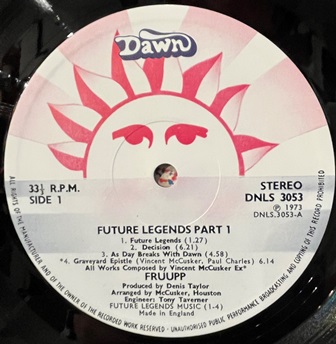 Dawn
33⅓ R.P.M.
SIDE 1
STEREO
DNLS 3053
℗ 1973
DNLS.3053-A
FUTURE LEGENDS PART 1
1. Future Legends (1.27)
2. Decision (6.21)
3. As Day Breaks With Dawn (4.58)
*4. Graveyard Epistle (Vincent McCusker, Paul Charles) 6.14
All Works Composed by Vincent McCusker Ex*
FRUUPP
Produced by Denis Taylor
Arranged by McCusker, Houston
Engineer: Tony Taverner
FUTURE LEGENDS MUSIC (1-4)
Made in England
ALL RIGHTS OF THE MANUFACTURER AND OF THE OWNER OF THE RECORDED WORK RESERVED — UNAUTHORISED PUBLIC PERFORMANCE BROADCASTING AND COPYING OF THIS RECORD PROHIBITED